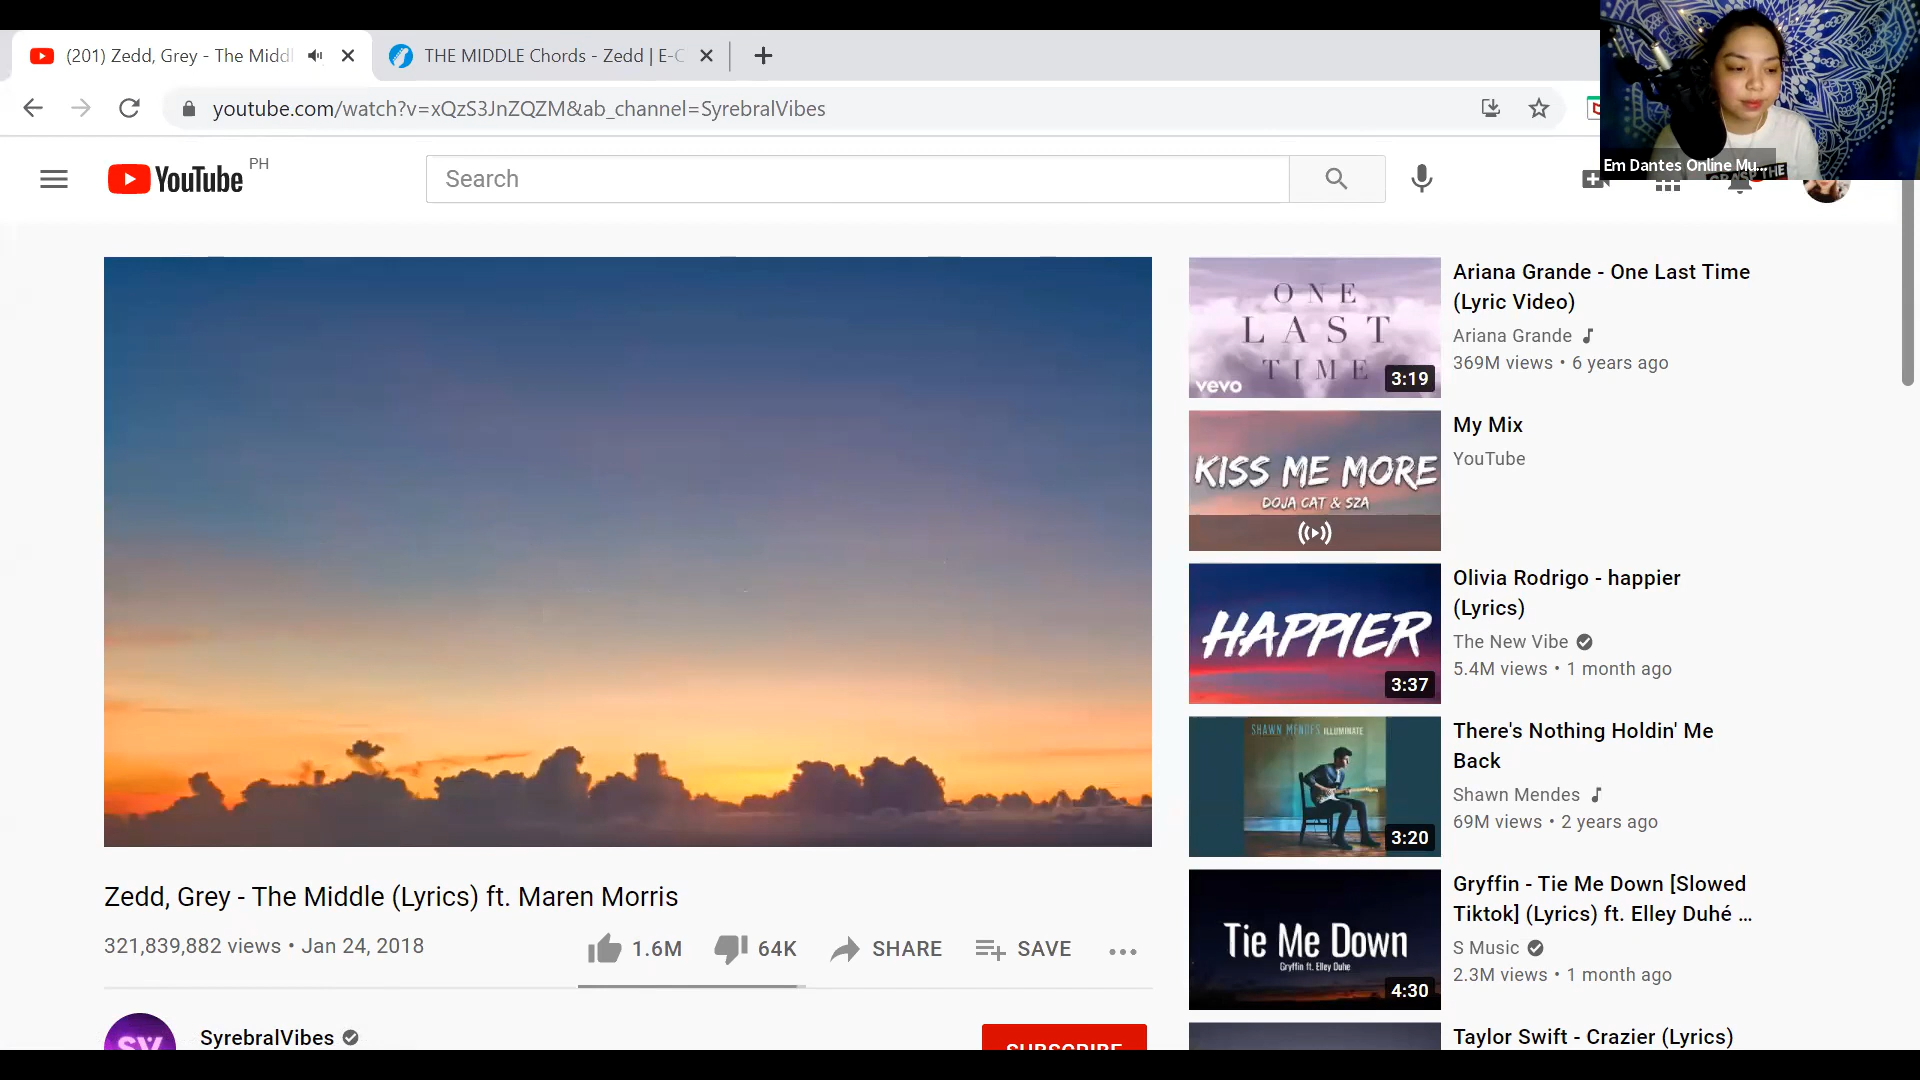 (201) Zedd, Grey - The Middl
THE MIDDLE Chords - Zedd | E-C
youtube.com/watch?v=xQzS3JnZQZM&ab_channel=SyrebralVibes
Em Dantes Online Mu...
YouTube PH
Search
ONE
LAST
TIME
vevo
3:19
Ariana Grande - One Last Time
(Lyric Video)
Ariana Grande
369M views • 6 years ago
KISS ME MORE
DOJA CAT & SZA
My Mix
YouTube
HAPPIER
3:37
Olivia Rodrigo - happier
(Lyrics)
The New Vibe
5.4M views • 1 month ago
SHAWN MENDES ILLUMINATE
3:20
There's Nothing Holdin' Me
Back
Shawn Mendes
69M views • 2 years ago
Tie Me Down
Gryffin ft. Elley Duhe
4:30
Gryffin - Tie Me Down [Slowed
Tiktok] (Lyrics) ft. Elley Duhé ...
S Music
2.3M views • 1 month ago
Taylor Swift - Crazier (Lyrics)
Zedd, Grey - The Middle (Lyrics) ft. Maren Morris
321,839,882 views • Jan 24, 2018
1.6M
64K
SHARE
SAVE
SV
SyrebralVibes
SUBSCRIBE